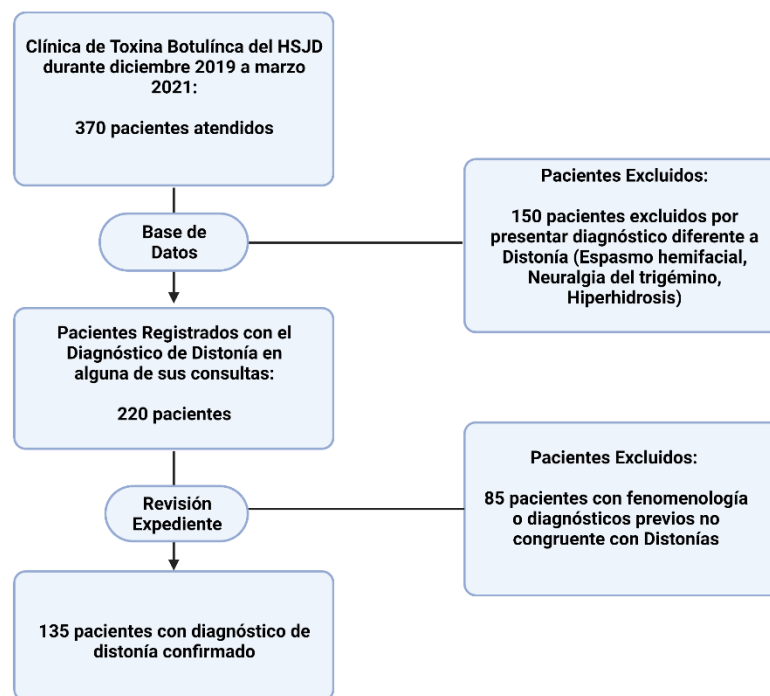 Clínica de Toxina Botulínca del HSJD
durante diciembre 2019 a marzo
2021:
370 pacientes atendidos
Base de
Datos
Pacientes Excluidos:
150 pacientes excluidos por
presentar diagnóstico diferente a
Distonía (Espasmo hemifacial,
Neuralgia del trigémino,
Hiperhidrosis)
Pacientes Registrados con el
Diagnóstico de Distonía en
alguna de sus consultas:
220 pacientes
Revisión
Expediente
Pacientes Excluidos:
85 pacientes con fenomenología
o diagnósticos previos no
congruente con Distonías
135 pacientes con diagnóstico de
distonía confirmado